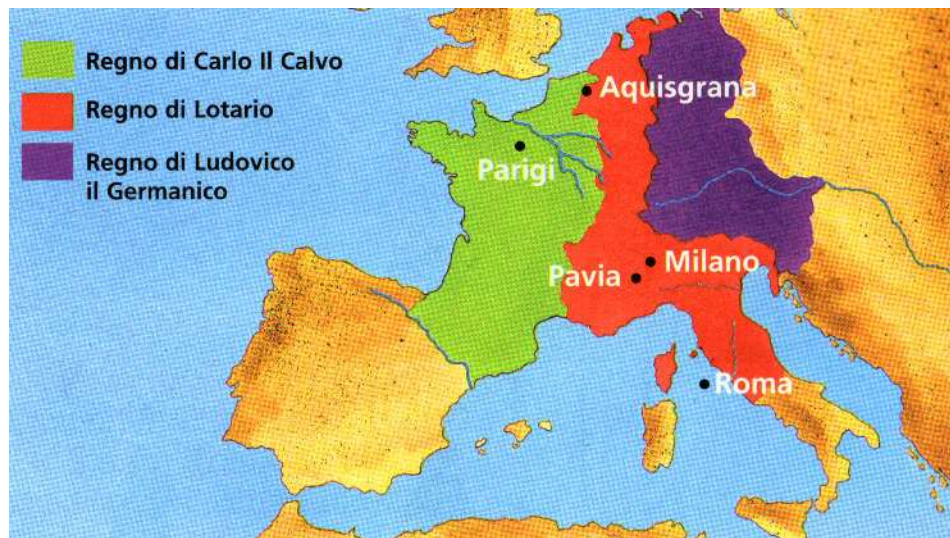 Regno di Carlo Il Calvo
Regno di Lotario
Regno di Ludovico
il Germanico
Aquisgrana
Parigi
Milano
Pavia
Roma